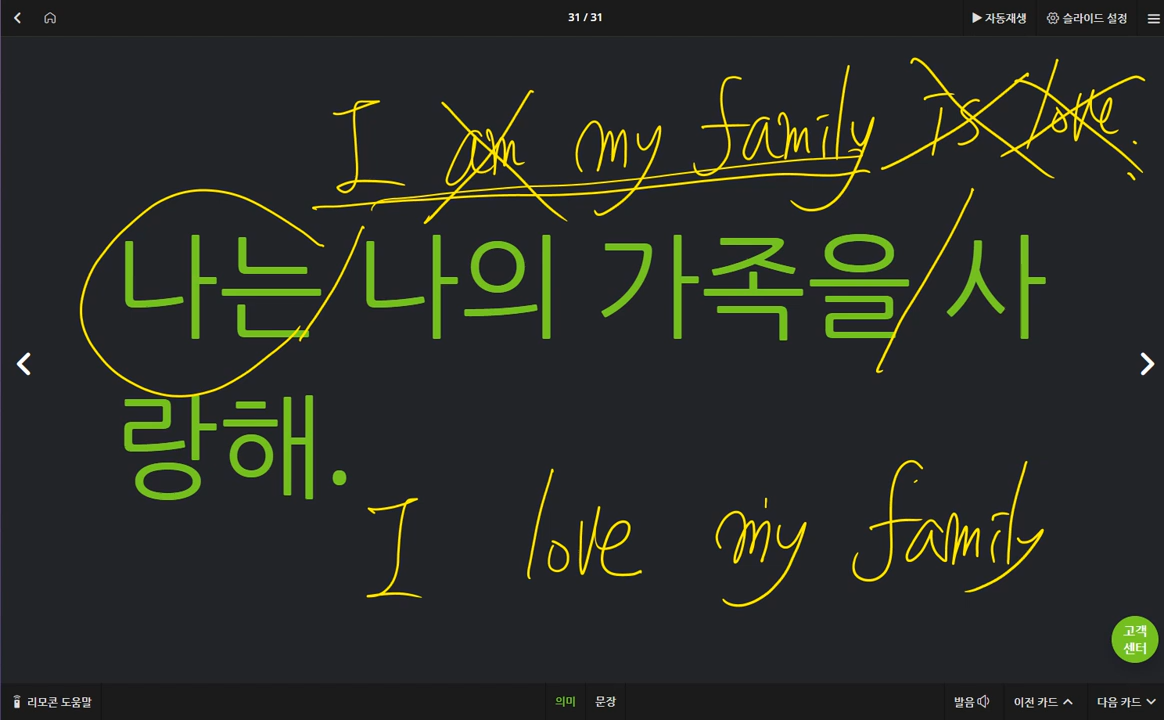 31 / 31
자동재생
슬라이드 설정
I am my family is love.
나는 나의 가족을 사
랑해.
I love my family
고객
센터
리모콘 도움말
의미
문장
발음
이전 카드
다음 카드